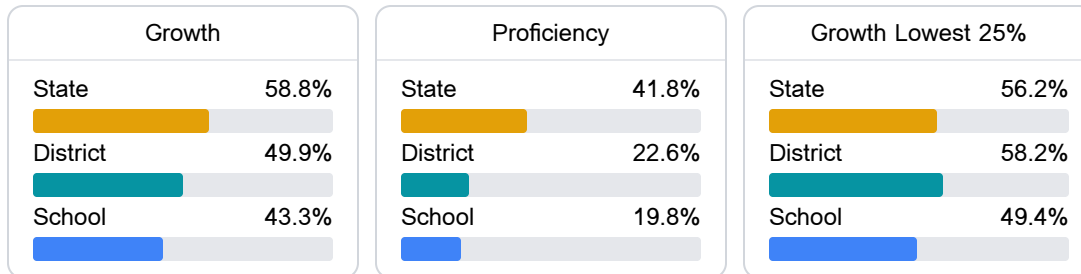 Growth
State 58.8%
District 49.9%
School 43.3%
Proficiency
State 41.8%
District 22.6%
School 19.8%
Growth Lowest 25%
State 56.2%
District 58.2%
School 49.4%